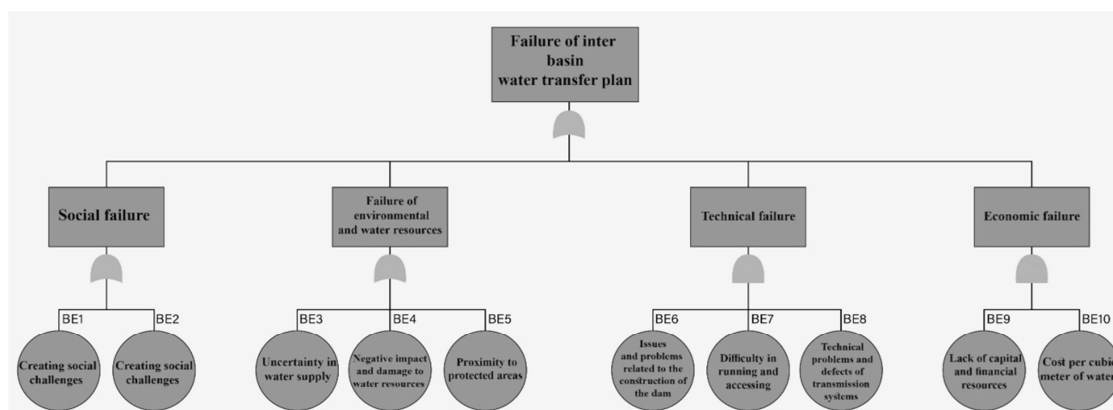 Failure of inter
basin
water transfer plan
Social failure
Failure of
environmental
and water resources
Technical failure
Economic failure
BE1
BE2
BE3
BE4
BE5
BE6
BE7
BE8
BE9
BE10
Creating social
challenges
Creating social
challenges
Uncertainty in
water supply
Negative impact
and damage to
water resources
Proximity to
protected areas
Issues
and problems
related to the
construction of
the dam
Difficulty in
running and
accessing
Technical
problems and
defects of
transmission
systems
Lack of capital
and financial
resources
Cost per cubic
meter of water